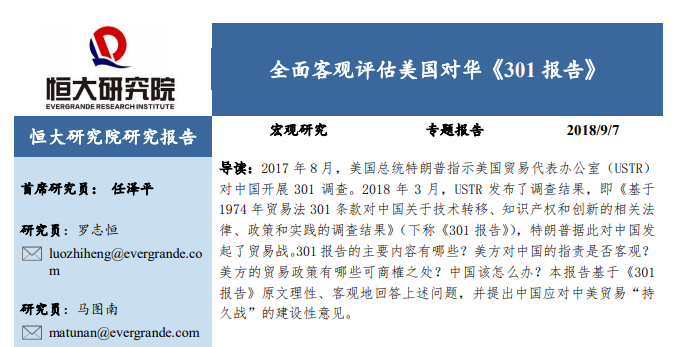 恒大研究院
EVERGRANDE RESEARCH INSTITUTE
恒大研究院研究报告
首席研究员： 任泽平
研究员：罗志恒
luozhiheng@evergrande.co
m
研究员：马图南
matunan@evergrande.com
全面客观评估美国对华《301 报告》
宏观研究 专题报告 2018/9/7
导读：2017 年 8 月，美国总统特朗普指示美国贸易代表办公室（USTR）
对中国开展 301 调查。2018 年 3 月，USTR 发布了调查结果，即《基于
1974 年贸易法 301 条款对中国关于技术转移、知识产权和创新的相关法
律、政策和实践的调查结果》（下称《301 报告》），特朗普据此对中国发
起了贸易战。301 报告的主要内容有哪些？美方对中国的指责是否客观？
美方的贸易政策有哪些可商榷之处？中国该怎么办？本报告基于《301
报告》原文理性、客观地回答上述问题，并提出中国应对中美贸易“持
久战”的建设性意见。